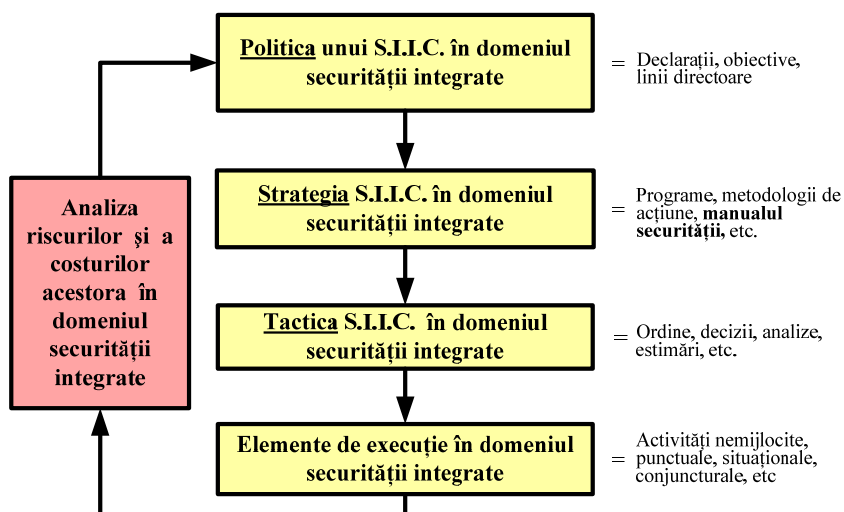 Politica unui S.I.I.C. în domeniul
securității integrate
= Declarații, obiective,
linii directoare
Analiza
riscurilor şi a
costurilor
acestora în
domeniul
securității
integrate
Strategia S.I.I.C. în domeniul
securității integrate
= Programe, metodologii de
acțiune, manualul
securității, etc.
Tactica S.I.I.C. în domeniul
securității integrate
= Ordine, decizii, analize,
estimări, etc.
Elemente de execuție în domeniul
securității integrate
= Activități nemijlocite,
punctuale, situaționale,
conjuncturale, etc